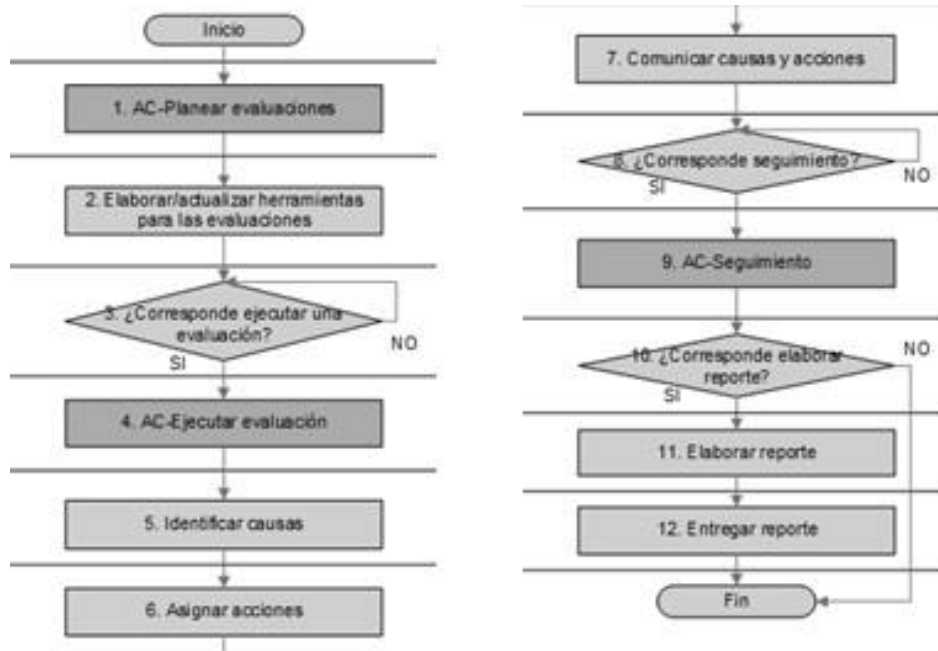 Inicio
1. AC-Planear evaluaciones
2. Elaborar/actualizar herramientas
para las evaluaciones
3. ¿Corresponde ejecutar una
evaluación?
NO
SI
4. AC-Ejecutar evaluación
5. Identificar causas
6. Asignar acciones
7. Comunicar causas y acciones
8. ¿Corresponde seguimiento?
NO
SI
9. AC-Seguimiento
10. ¿Corresponde elaborar
reporte?
NO
SI
11. Elaborar reporte
12. Entregar reporte
Fin